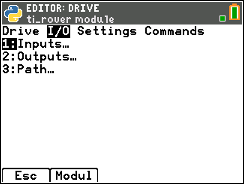 EDITOR: DRIVE
ti_rover module
Drive I/O Settings Commands
1:Inputs…
2:Outputs…
3:Path…
Esc Modul